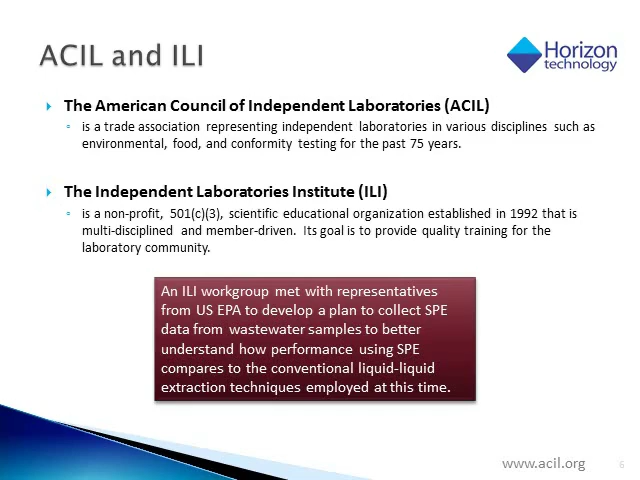 ACIL and ILI
Horizon
technology
The American Council of Independent Laboratories (ACIL)
is a trade association representing independent laboratories in various disciplines such as
environmental, food, and conformity testing for the past 75 years.
The Independent Laboratories Institute (ILI)
is a non-profit, 501(c)(3), scientific educational organization established in 1992 that is
multi-disciplined and member-driven. Its goal is to provide quality training for the
laboratory community.
An ILI workgroup met with representatives
from US EPA to develop a plan to collect SPE
data from wastewater samples to better
understand how performance using SPE
compares to the conventional liquid-liquid
extraction techniques employed at this time.
www.acil.org
6